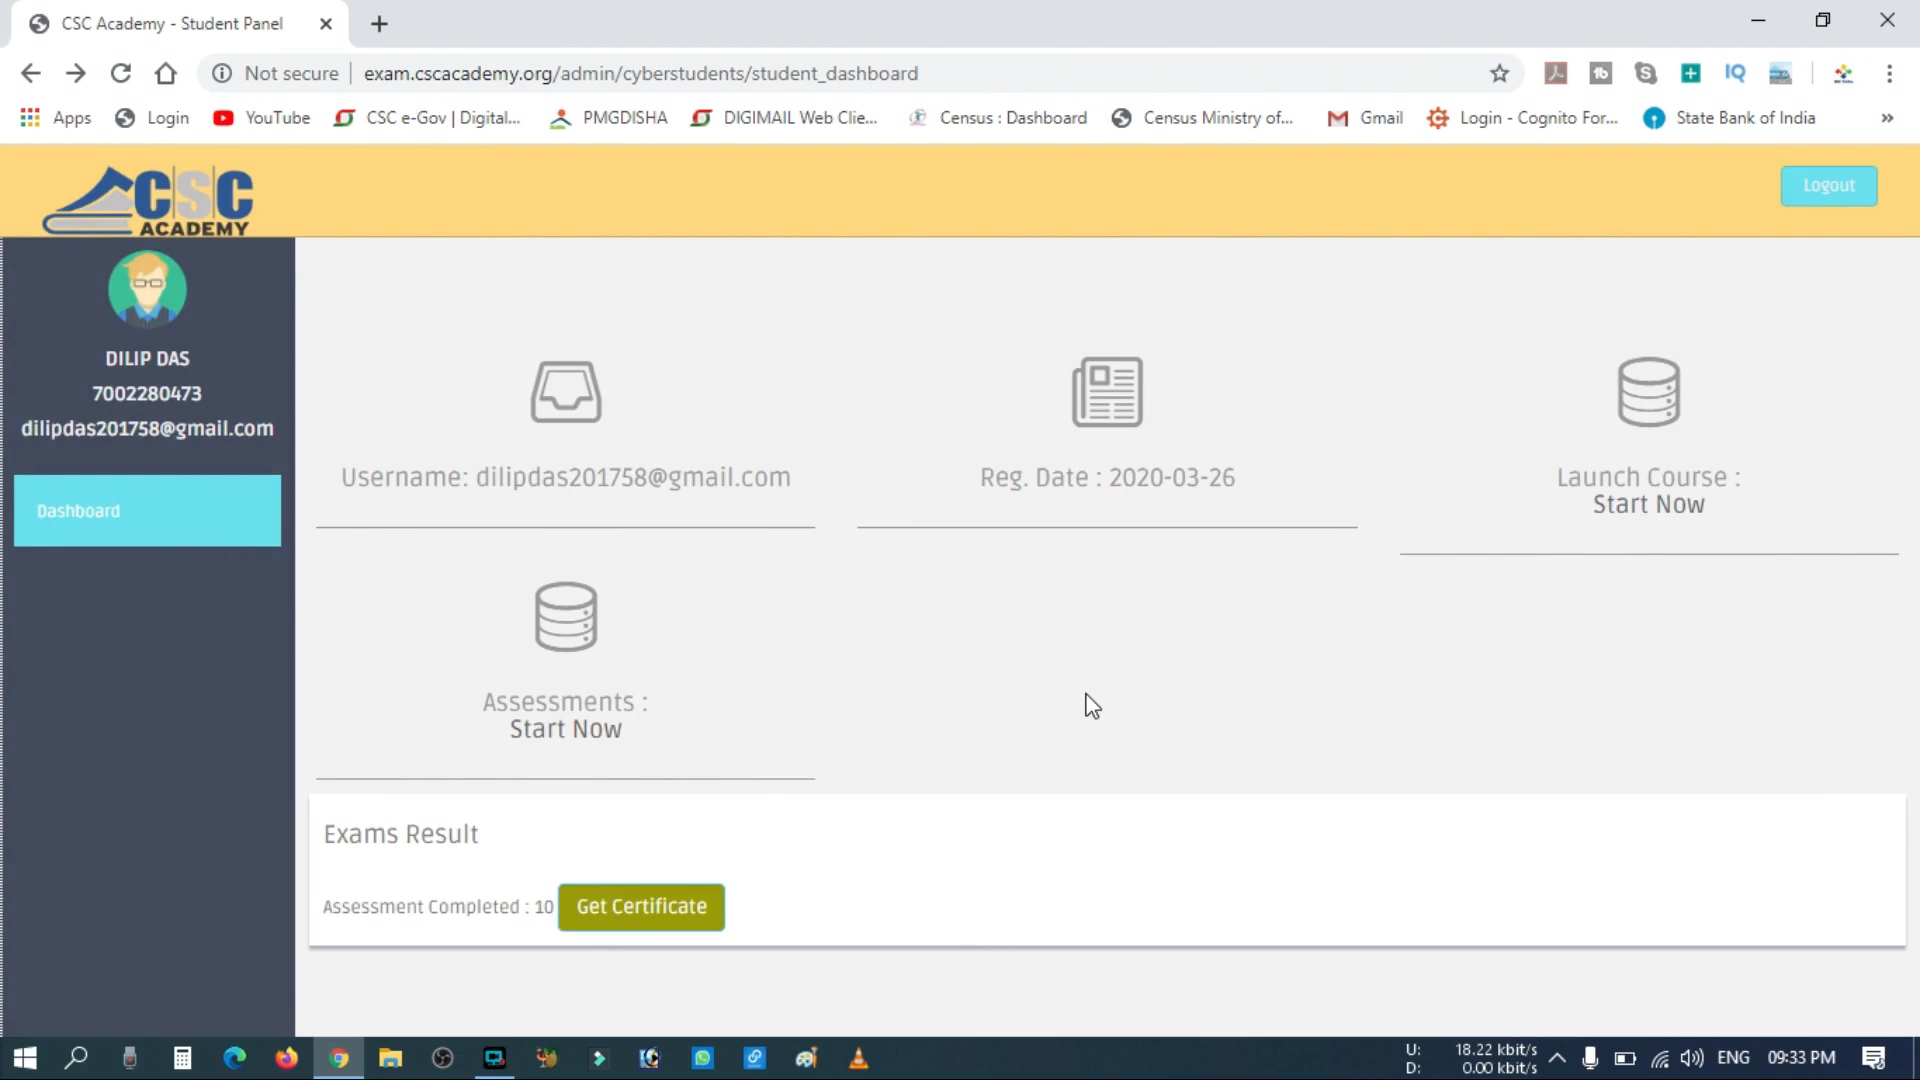 CSC Academy - Student Panel
Not secure
exam.cscacademy.org/admin/cyberstudents/student_dashboard
IQ
Apps
Login
YouTube
CSC e-Gov | Digital...
PMGDISHA
DIGIMAIL Web Clie...
Census : Dashboard
Census Ministry of...
Gmail
Login - Cognito For...
State Bank of India
»
CSC
ACADEMY
Logout
DILIP DAS
7002280473
dilipdas201758@gmail.com
Dashboard
Username: dilipdas201758@gmail.com
Reg. Date : 2020-03-26
Launch Course :
Start Now
Assessments :
Start Now
Exams Result
Assessment Completed : 10
Get Certificate
U: 18.22 kbit/s
D: 0.00 kbit/s
ENG
09:33 PM